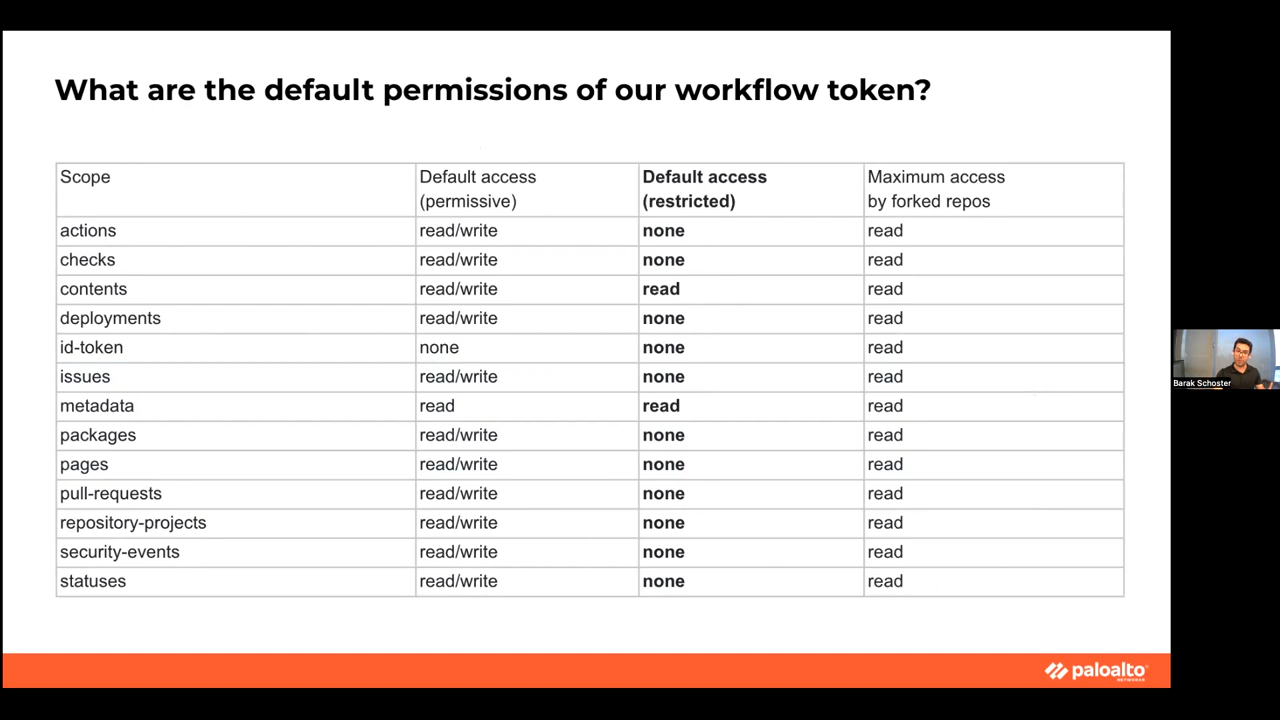 What are the default permissions of our workflow token?
Scope Default access (permissive) Default access (restricted) Maximum access by forked repos
actions read/write none read
checks read/write none read
contents read/write read read
deployments read/write none read
id-token none none read
issues read/write none read
metadata read read read
packages read/write none read
pages read/write none read
pull-requests read/write none read
repository-projects read/write none read
security-events read/write none read
statuses read/write none read
Barak Schoster
paloalto
NETWORKS